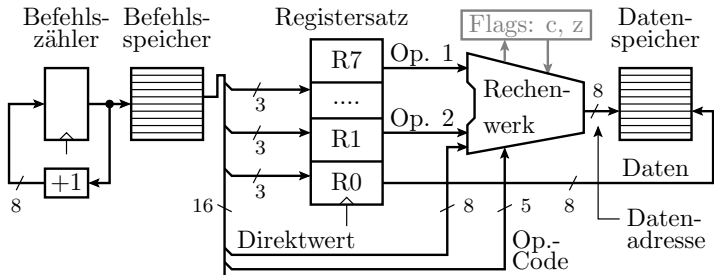 Befehls-
zähler
Befehls-
speicher
Registersatz
Flags: c, z
Daten-
speicher
R7
....
R1
R0
Op. 1
Op. 2
Rechen-
werk
8
3
3
3
+1
8
16
Daten
8
5
8
Direktwert
Op.-
Code
Daten-
adresse